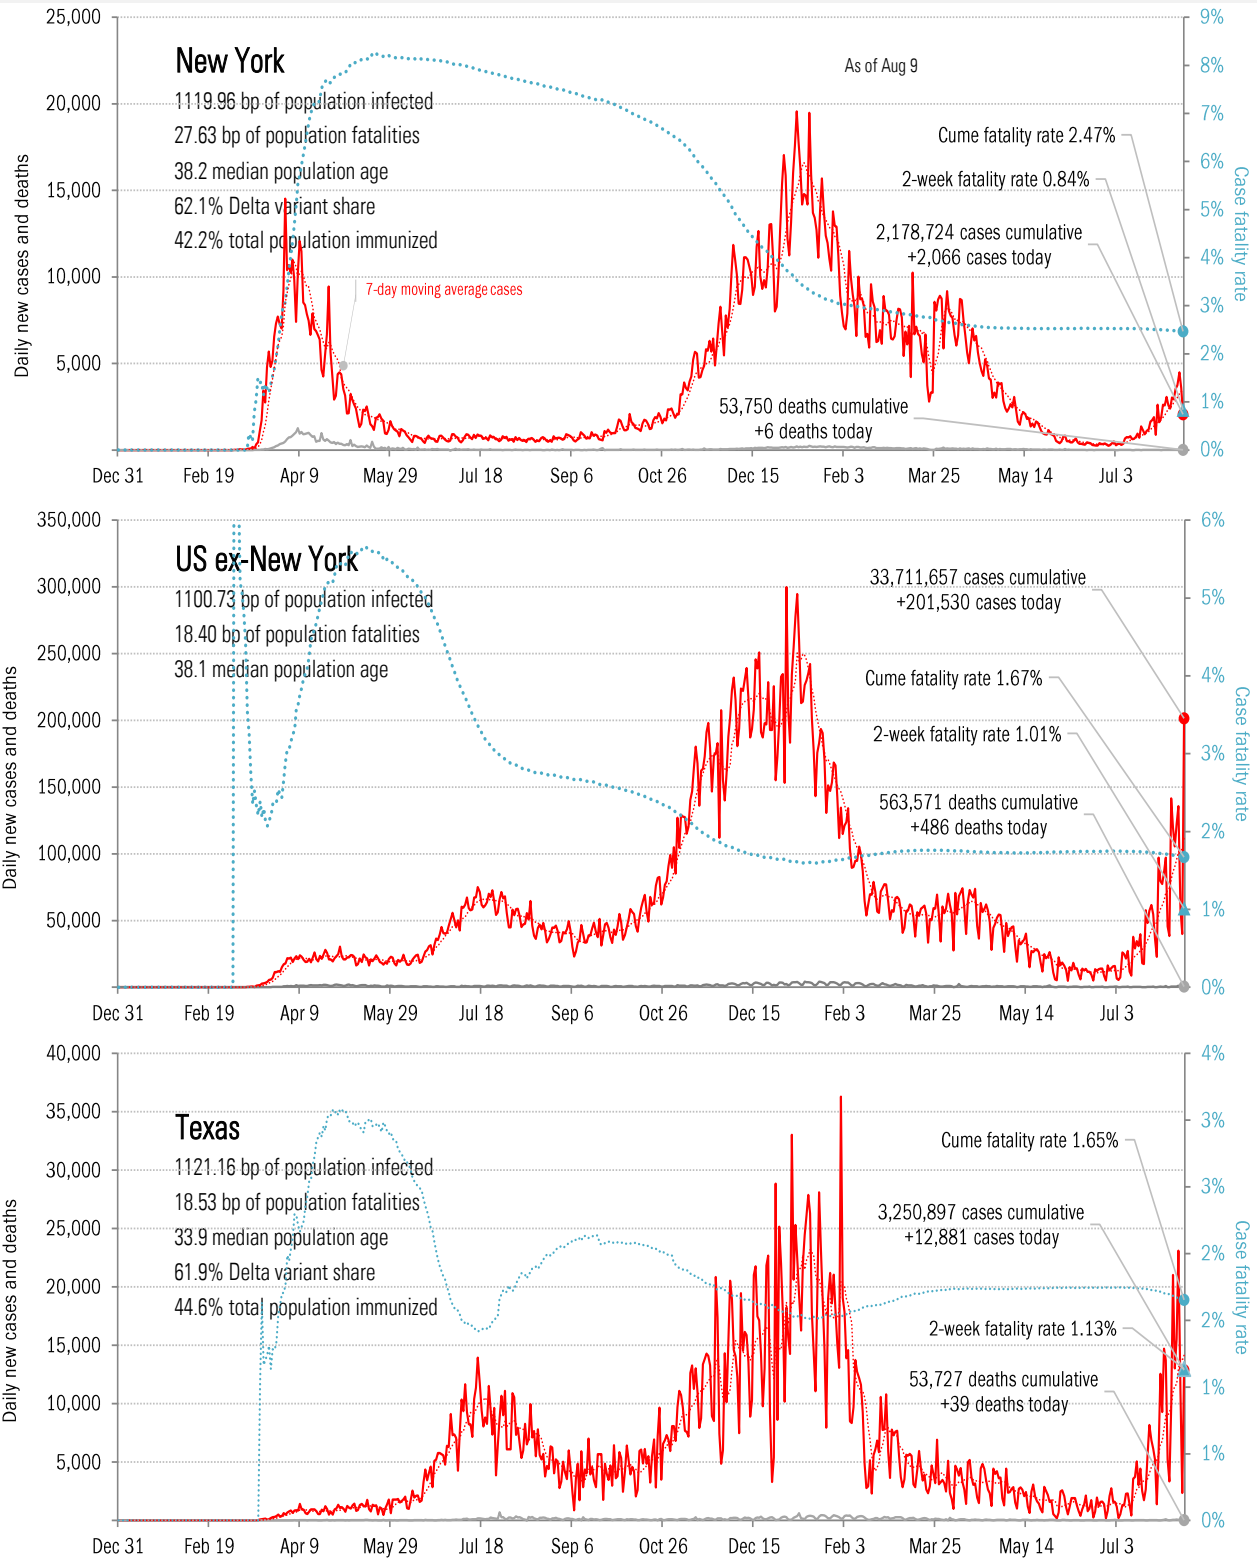 25,000
9%
New York
As of Aug 9
8%
1119.96 bp of population infected
20,000
7%
27.63 bp of population fatalities
Cume fatality rate 2.47%
6%
38.2 median population age
2-week fatality rate 0.84%
15,000
62.1% Delta variant share
5%
42.2% total population immunized
2,178,724 cases cumulative
+2,066 cases today
4%
10,000
7-day moving average cases
3%
5,000
2%
53,750 deaths cumulative
+6 deaths today
1%
0%
Daily new cases and deaths
Case fatality rate
Dec 31 Feb 19 Apr 9 May 29 Jul 18 Sep 6 Oct 26 Dec 15 Feb 3 Mar 25 May 14 Jul 3
350,000
6%
US ex-New York
33,711,657 cases cumulative
+201,530 cases today
300,000
1100.73 bp of population infected
5%
18.40 bp of population fatalities
250,000
38.1 median population age
Cume fatality rate 1.67%
4%
200,000
2-week fatality rate 1.01%
3%
150,000
563,571 deaths cumulative
+486 deaths today
2%
100,000
50,000
1%
0%
Daily new cases and deaths
Case fatality rate
Dec 31 Feb 19 Apr 9 May 29 Jul 18 Sep 6 Oct 26 Dec 15 Feb 3 Mar 25 May 14 Jul 3
40,000
4%
35,000
3%
Texas
Cume fatality rate 1.65%
30,000
1121.16 bp of population infected
3%
18.53 bp of population fatalities
3,250,897 cases cumulative
+12,881 cases today
25,000
33.9 median population age
2%
61.9% Delta variant share
20,000
44.6% total population immunized
2%
2-week fatality rate 1.13%
15,000
1%
53,727 deaths cumulative
+39 deaths today
10,000
1%
5,000
0%
Daily new cases and deaths
Case fatality rate
Dec 31 Feb 19 Apr 9 May 29 Jul 18 Sep 6 Oct 26 Dec 15 Feb 3 Mar 25 May 14 Jul 3